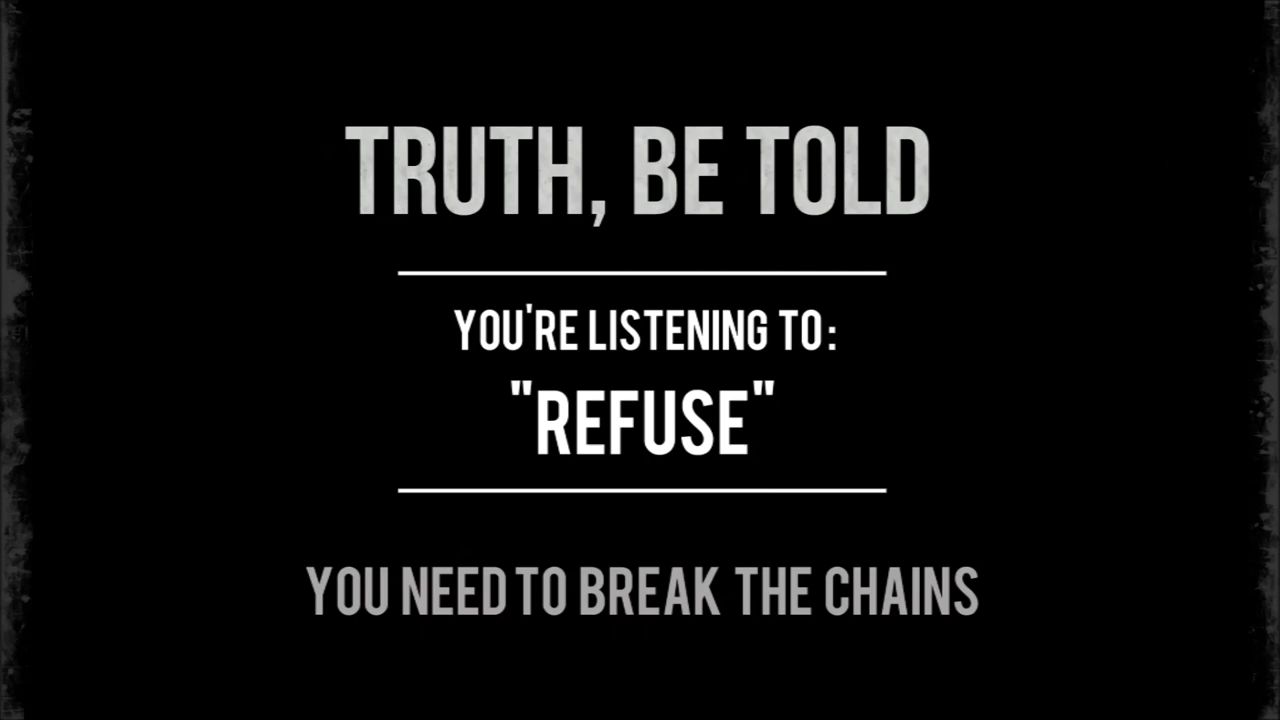 TRUTH, BE TOLD
YOU'RE LISTENING TO:
"REFUSE"
YOU NEED TO BREAK THE CHAINS